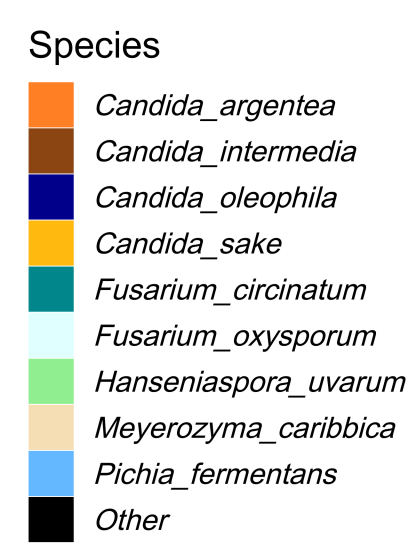 Species
Candida_argentea
Candida_intermedia
Candida_oleophila
Candida_sake
Fusarium_circinatum
Fusarium_oxysporum
Hanseniaspora_uvarum
Meyerozyma_caribbica
Pichia_fermentans
Other